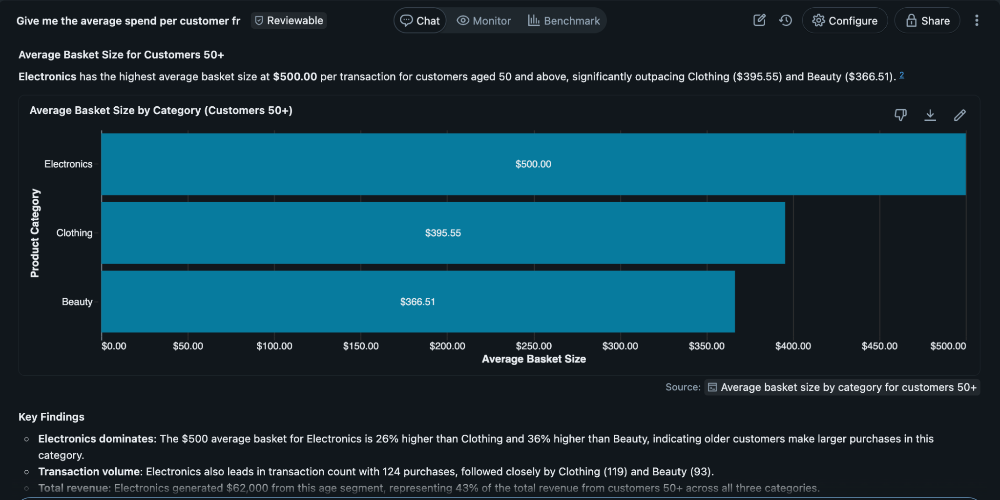 Give me the average spend per customer fr
Reviewable
Chat
Monitor
Benchmark
Configure
Share
Average Basket Size for Customers 50+
Electronics has the highest average basket size at $500.00 per transaction for customers aged 50 and above, significantly outpacing Clothing ($395.55) and Beauty ($366.51). 2
Average Basket Size by Category (Customers 50+)
Product Category
Electronics
$500.00
Clothing
$395.55
Beauty
$366.51
$0.00 $50.00 $100.00 $150.00 $200.00 $250.00 $300.00 $350.00 $400.00 $450.00 $500.00
Average Basket Size
Source: Average basket size by category for customers 50+
Key Findings
Electronics dominates: The $500 average basket for Electronics is 26% higher than Clothing and 36% higher than Beauty, indicating older customers make larger purchases in this
category.
Transaction volume: Electronics also leads in transaction count with 124 purchases, followed closely by Clothing (119) and Beauty (93).
Total revenue: Electronics generated $62,000 from this age segment, representing 43% of the total revenue from customers 50+ across all three categories.